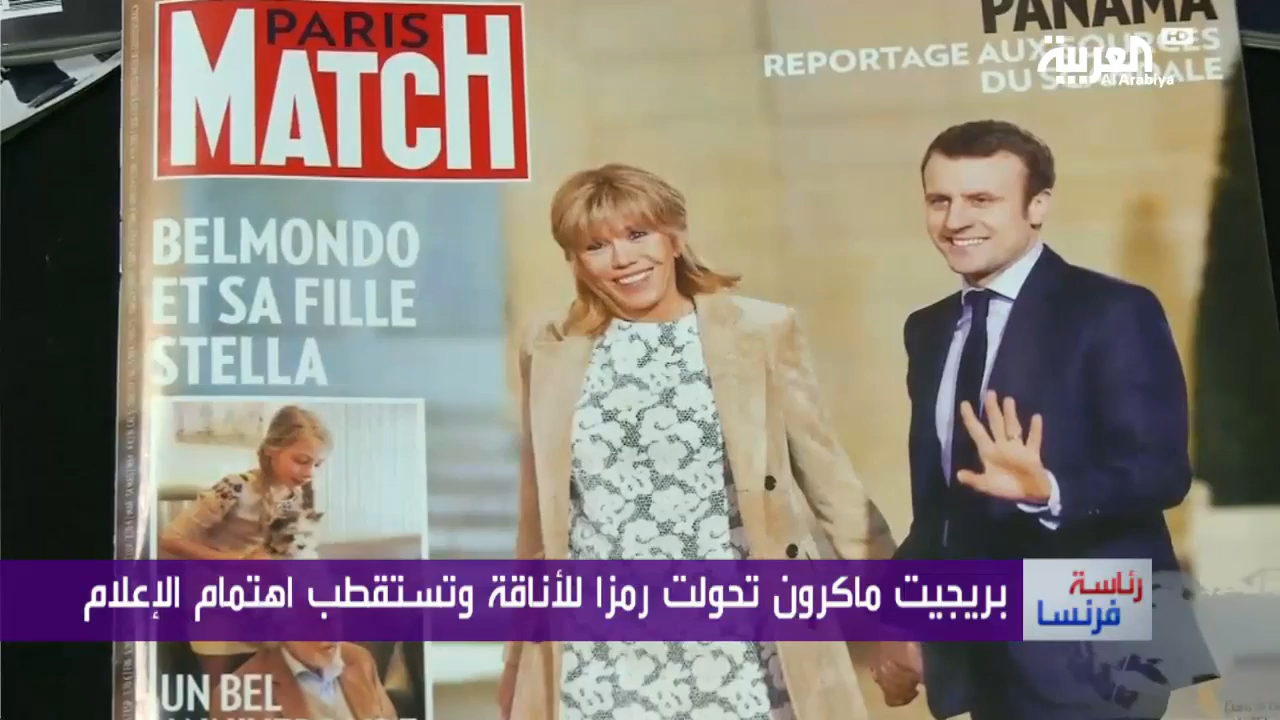 PARIS
MATCH
PANAMA
REPORTAGE AUX SOURCES
DU
العربية HD
Al Arabiya
BELMONDO
ET SA FILLE
STELLA
بريجيت ماكرون تحولت رمزا للأناقة وتستقطب اهتمام الإعلام
رئاسة
فرنسا
UN BEL